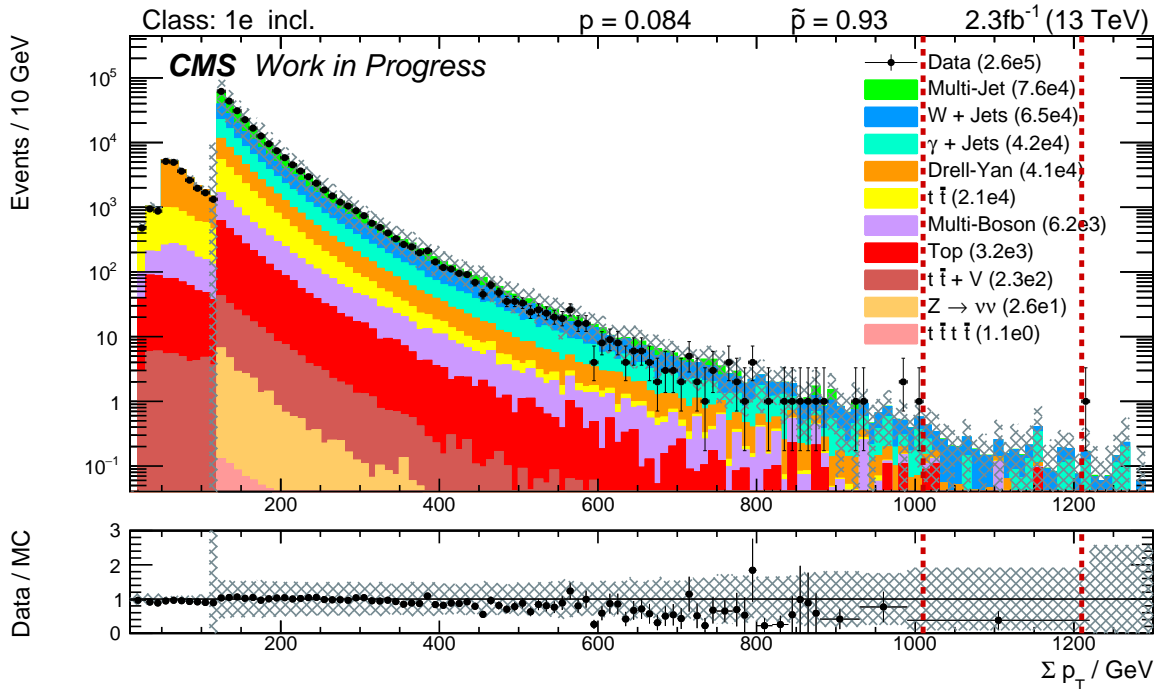 Class: 1e incl. p = 0.084 p̃ = 0.93 2.3fb⁻¹ (13 TeV)
CMS Work in Progress
Events / 10 GeV
10⁵
10⁴
10³
10²
10
1
10⁻¹
Data (2.6e5)
Multi-Jet (7.6e4)
W + Jets (6.5e4)
γ + Jets (4.2e4)
Drell-Yan (4.1e4)
t t̄ (2.1e4)
Multi-Boson (6.2e3)
Top (3.2e3)
t t̄ + V (2.3e2)
Z → νν (2.6e1)
t t̄ t t̄ (1.1e0)
200 400 600 800 1000 1200
Data / MC
3
2
1
0
200 400 600 800 1000 1200
Σ p_T / GeV